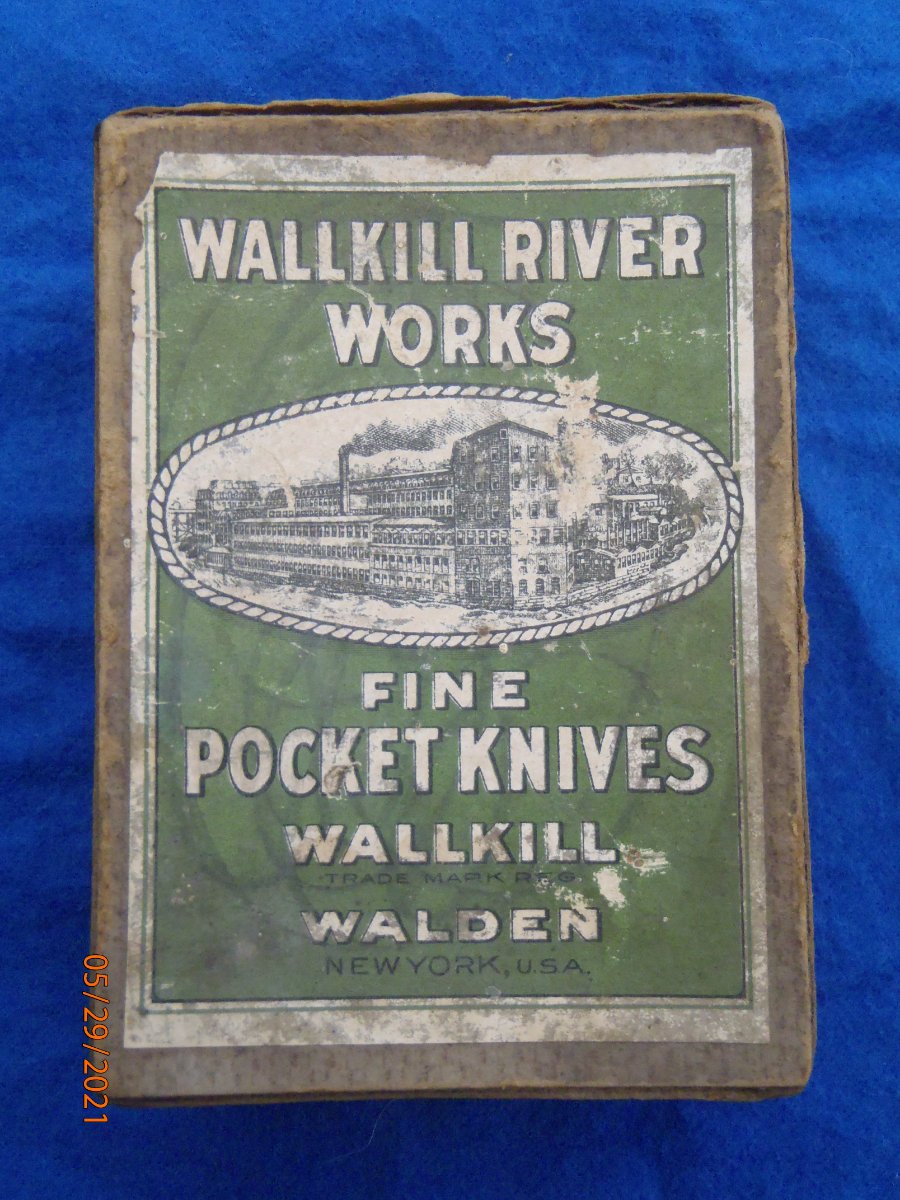 WALLKILL RIVER
WORKS
FINE
POCKET KNIVES
WALLKILL
TRADE MARK REG.
WALDEN
NEW YORK, U.S.A.
05/29/2021